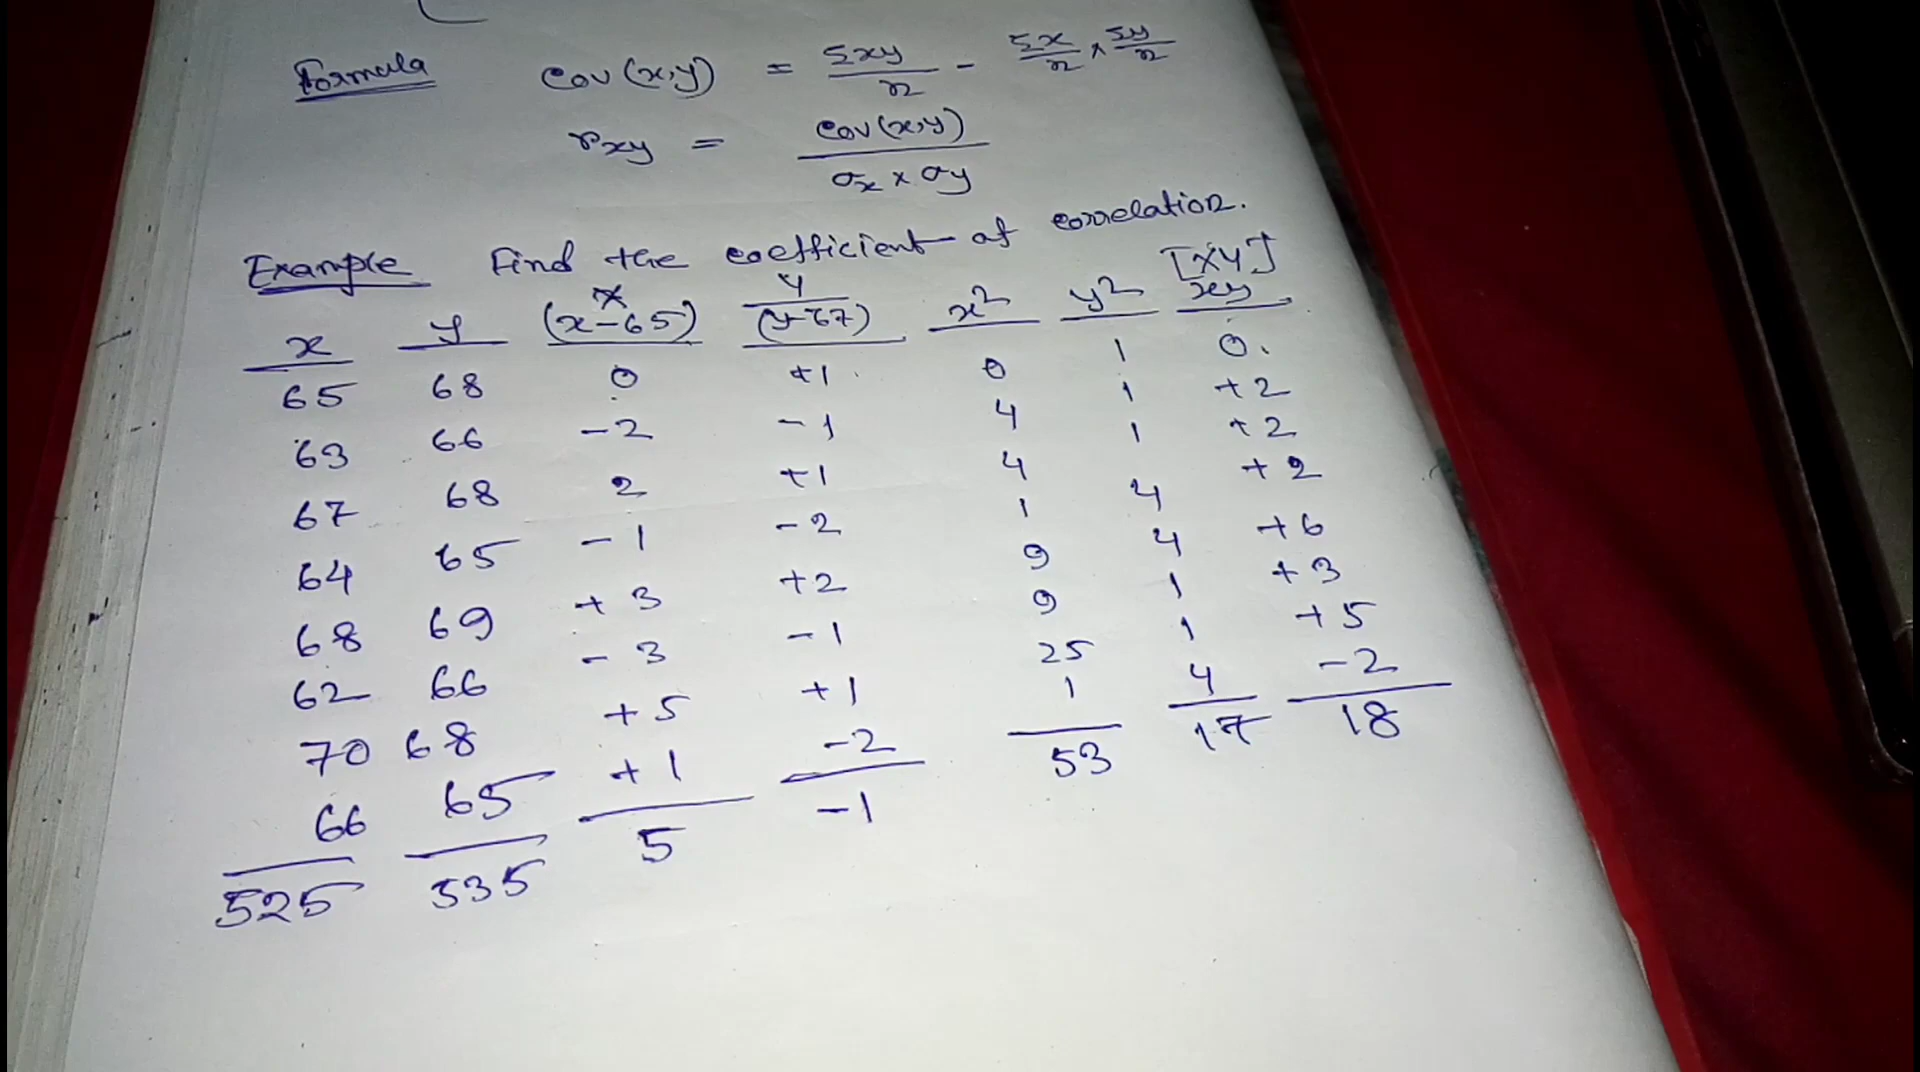 Formula cov(x,y) = Σxy/n - Σx/n × Σy/n
rxy = cov(x,y)/σx × σy
Example Find the coefficient of correlation.
x y X (x-65) Y (y-67) x² y² [XY] xy
65 68 0 +1 0 1 0
63 66 -2 -1 4 1 +2
67 68 2 +1 4 1 +2
64 65 -1 -2 1 4 +2
68 69 +3 +2 9 4 +6
62 66 -3 -1 9 1 +3
70 68 +5 +1 25 1 +5
66 65 +1 -2 1 4 -2
525 535 5 -1 53 17 18